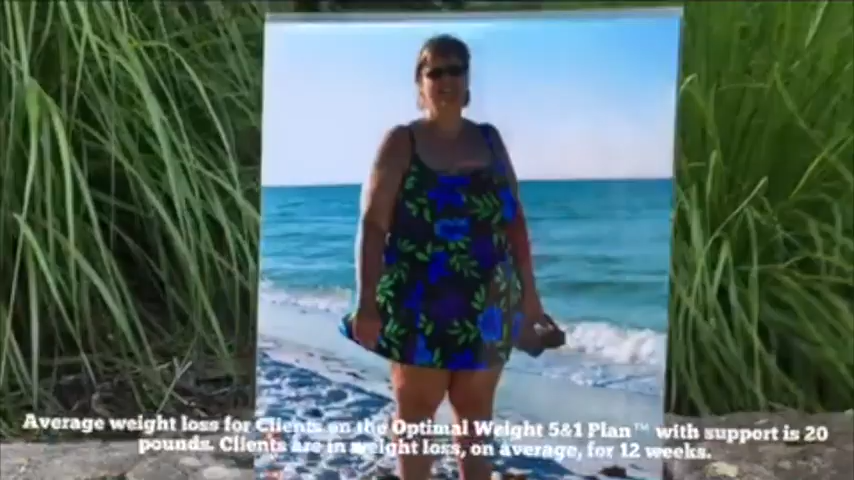 Average weight loss for Clients on the Optimal Weight 5&1 Plan™ with support is 20
pounds. Clients are in weight loss, on average, for 12 weeks.